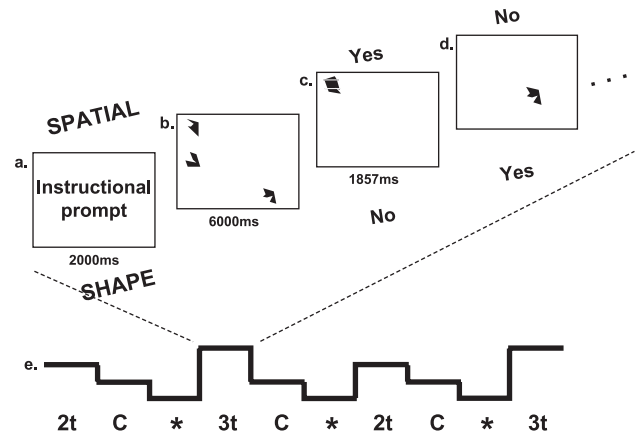 No
d.
Yes
c.
SPATIAL
b.
a.
Instructional
prompt
1857ms
Yes
6000ms
No
2000ms
SHAPE
e.
2t C * 3t C * 2t C * 3t